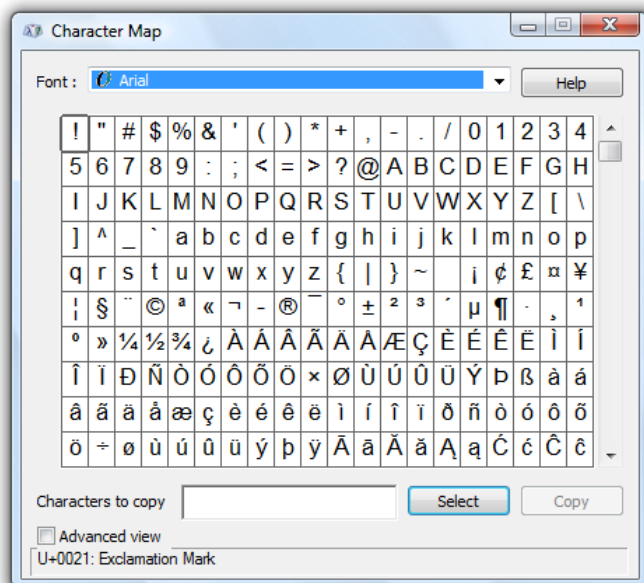 Character Map
Font : Arial Help
! " # $ % & ' ( ) * + , - . / 0 1 2 3 4
5 6 7 8 9 : ; < = > ? @ A B C D E F G H
I J K L M N O P Q R S T U V W X Y Z [ \
] ^ _ ` a b c d e f g h i j k l m n o p
q r s t u v w x y z { | } ~   ¡ ¢ £ ¤ ¥
¦ § ¨ © ª « ¬ - ® ¯ ° ± ² ³ ´ µ ¶ · ¸ ¹
º » ¼ ½ ¾ ¿ À Á Â Ã Ä Å Æ Ç È É Ê Ë Ì Í
Î Ï Ð Ñ Ò Ó Ô Õ Ö × Ø Ù Ú Û Ü Ý Þ ß à á
â ã ä å æ ç è é ê ë ì í î ï ð ñ ò ó ô õ
ö ÷ ø ù ú û ü ý þ ÿ Ā ā Ă ă Ą ą Ć ć Ĉ ĉ
Characters to copy Select Copy
Advanced view
U+0021: Exclamation Mark